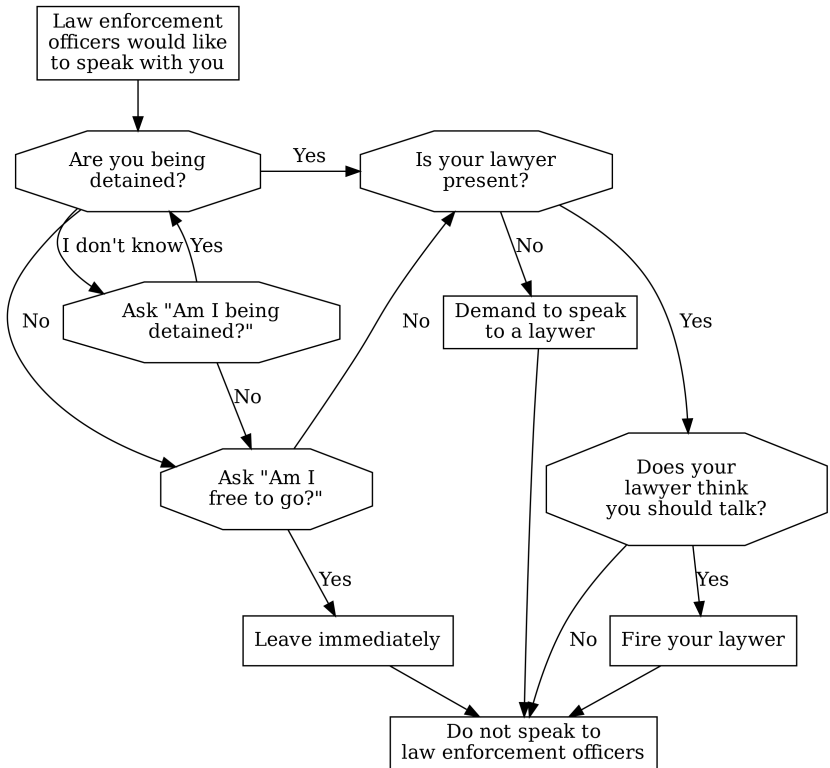 Law enforcement
officers would like
to speak with you
Are you being
detained?
Yes
Is your lawyer
present?
I don't know
Yes
No
Ask "Am I being
detained?"
No
Demand to speak
to a laywer
No
Yes
No
Ask "Am I
free to go?"
No
Does your
lawyer think
you should talk?
Yes
Leave immediately
Yes
No
Fire your laywer
Do not speak to
law enforcement officers